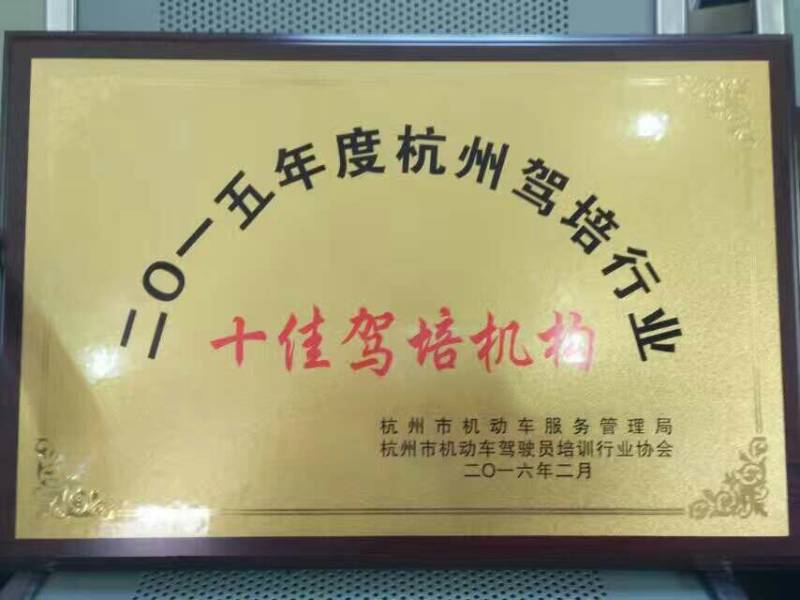 二〇一五年度杭州驾培行业
十佳驾培机构
杭州市机动车服务管理局
杭州市机动车驾驶员培训行业协会
二〇一六年二月